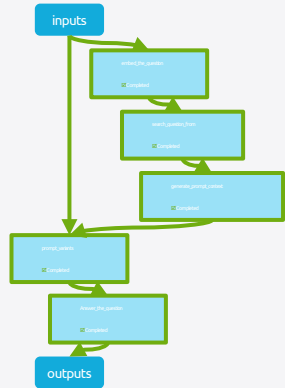 inputs
embed_the_question
Completed
search_question_from
Completed
generate_prompt_context
Completed
prompt_variants
Completed
Answer_the_question
Completed
outputs